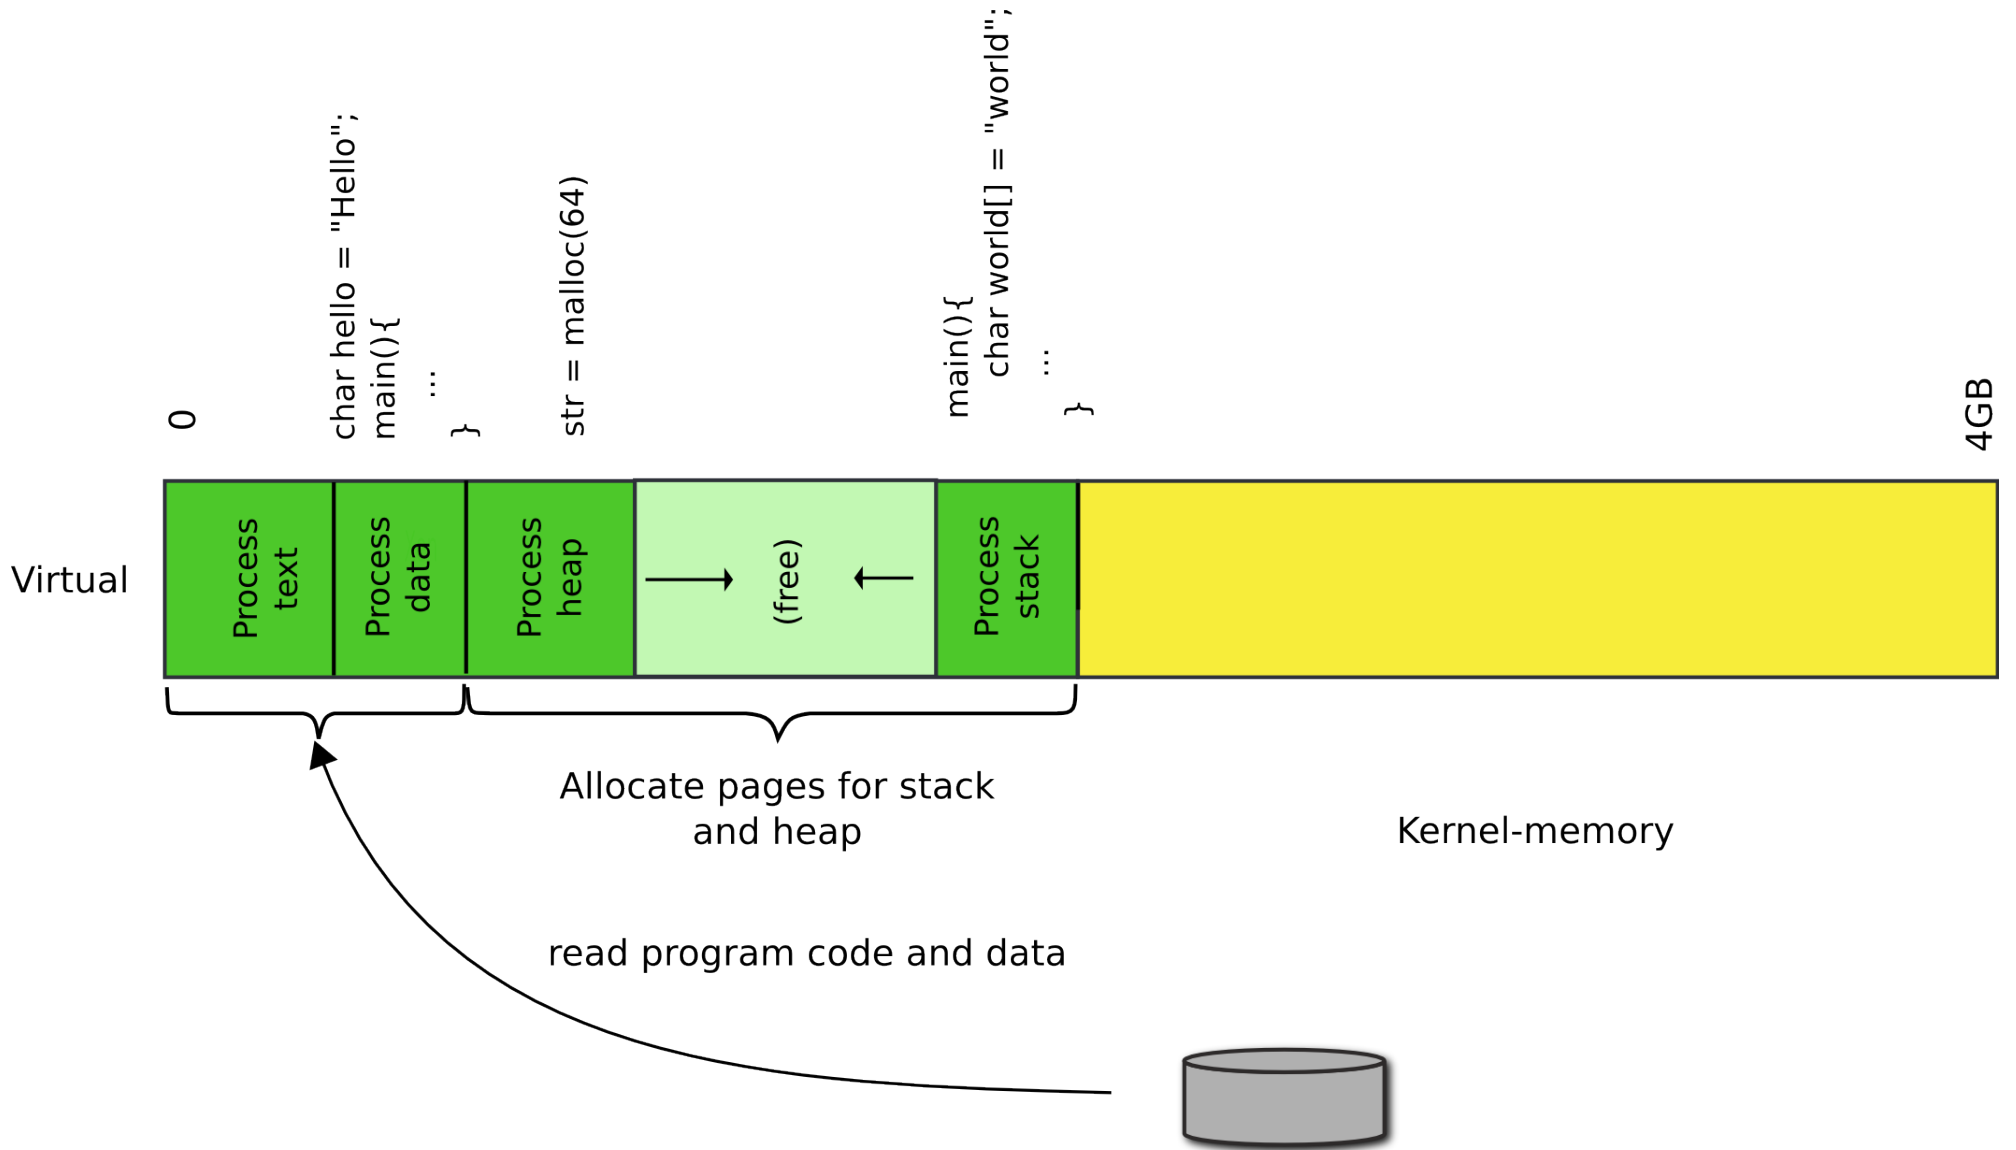 0
char hello = "Hello";
main(){
...
}
str = malloc(64)
main(){
char world[] = "world";
...
}
4GB
Virtual
Process
text
Process
data
Process
heap
(free)
Process
stack
Allocate pages for stack
and heap
Kernel-memory
read program code and data